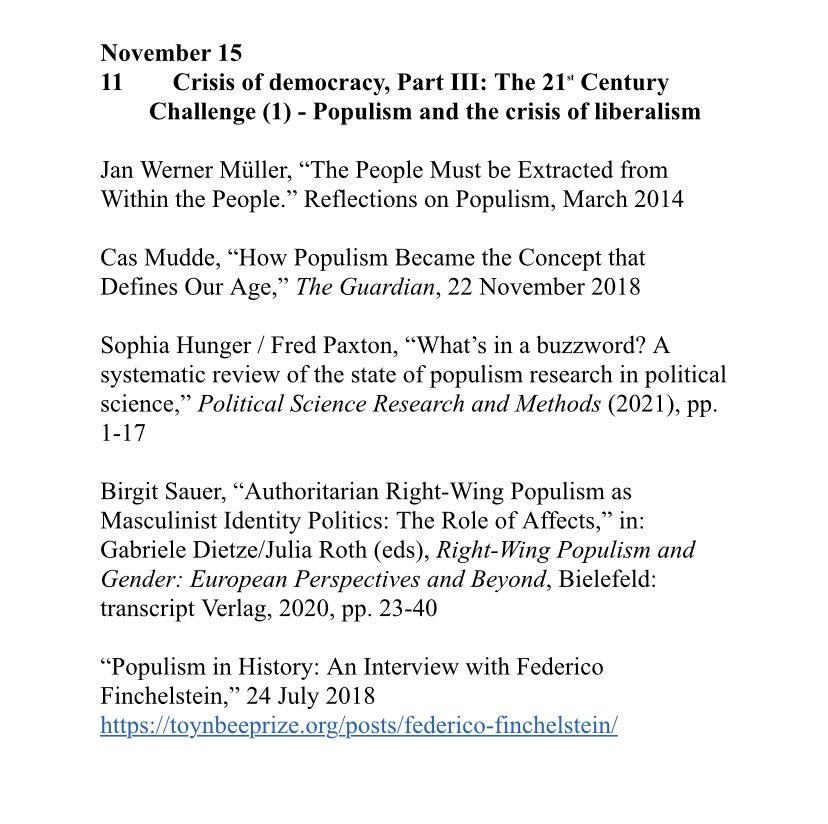 November 15
11 Crisis of democracy, Part III: The 21st Century
Challenge (1) - Populism and the crisis of liberalism
Jan Werner Müller, “The People Must be Extracted from
Within the People.” Reflections on Populism, March 2014
Cas Mudde, “How Populism Became the Concept that
Defines Our Age,” The Guardian, 22 November 2018
Sophia Hunger / Fred Paxton, “What’s in a buzzword? A
systematic review of the state of populism research in political
science,” Political Science Research and Methods (2021), pp.
1-17
Birgit Sauer, “Authoritarian Right-Wing Populism as
Masculinist Identity Politics: The Role of Affects,” in:
Gabriele Dietze/Julia Roth (eds), Right-Wing Populism and
Gender: European Perspectives and Beyond, Bielefeld:
transcript Verlag, 2020, pp. 23-40
“Populism in History: An Interview with Federico
Finchelstein,” 24 July 2018
https://toynbeeprize.org/posts/federico-finchelstein/